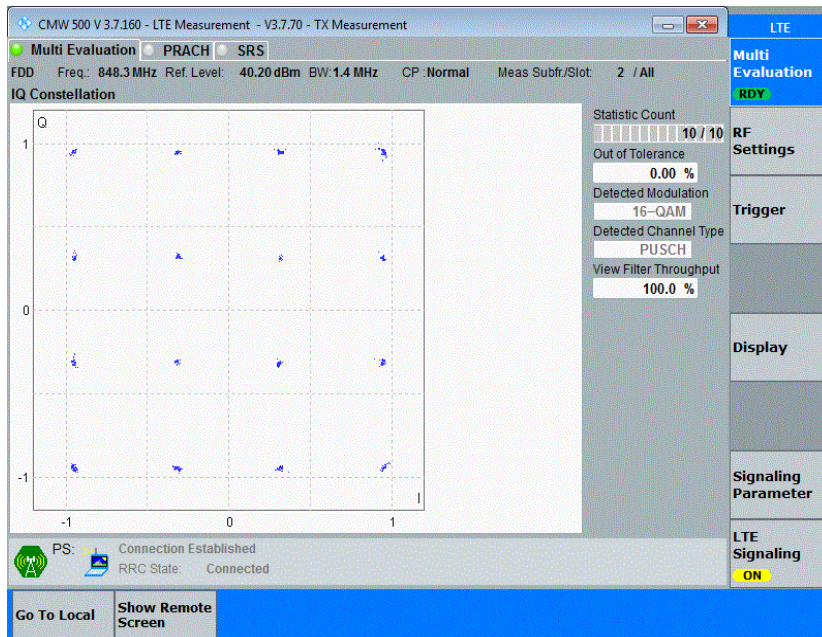 CMW 500 V 3.7.160 - LTE Measurement - V3.7.70 - TX Measurement
LTE
Multi Evaluation PRACH SRS
FDD Freq.: 848.3 MHz Ref. Level: 40.20 dBm BW: 1.4 MHz CP : Normal Meas Subfr./Slot: 2 / All
IQ Constellation
Q
1
0
-1
-1 0 1
I
Statistic Count
10 / 10
Out of Tolerance
0.00 %
Detected Modulation
16-QAM
Detected Channel Type
PUSCH
View Filter Throughput
100.0 %
Multi
Evaluation
RDY
RF
Settings
Trigger
Display
Signaling
Parameter
LTE
Signaling
ON
PS: Connection Established
RRC State: Connected
Go To Local
Show Remote
Screen